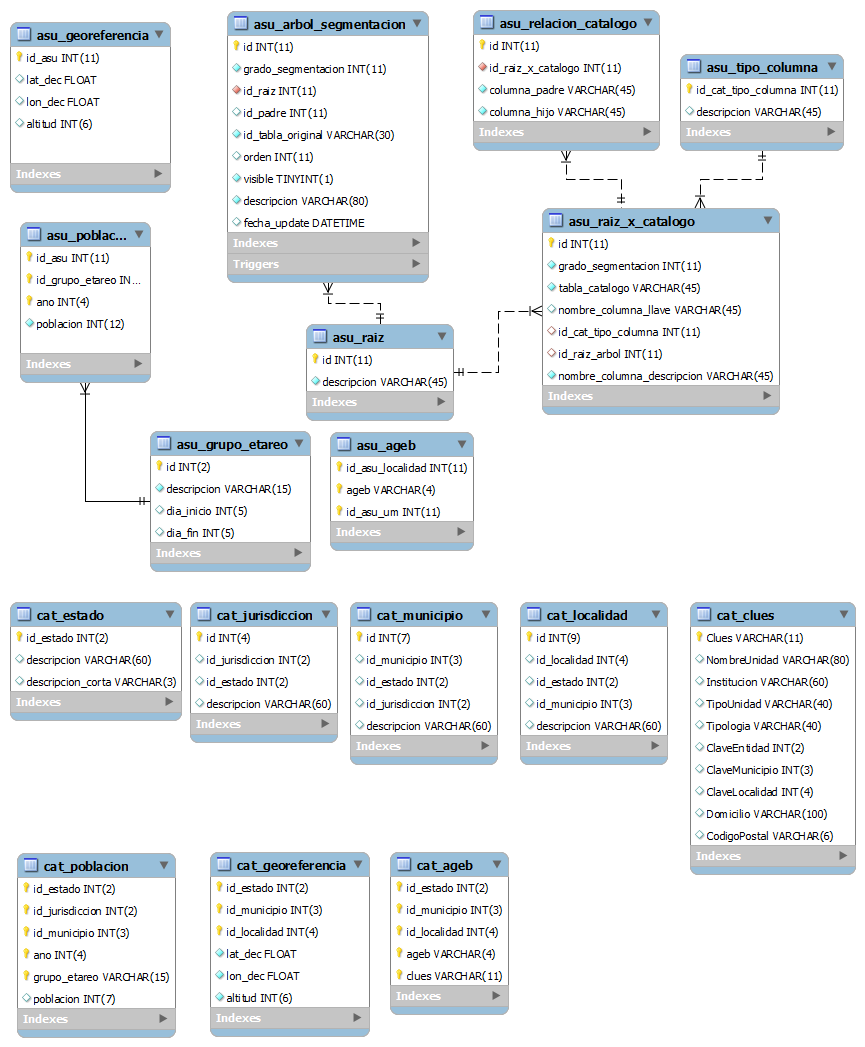 asu_georeferencia
id_asu INT(11)
lat_dec FLOAT
lon_dec FLOAT
altitud INT(6)
Indexes
asu_arbol_segmentacion
id INT(11)
grado_segmentacion INT(11)
id_raiz INT(11)
id_padre INT(11)
id_tabla_original VARCHAR(30)
orden INT(11)
visible TINYINT(1)
descripcion VARCHAR(80)
fecha_update DATETIME
Indexes
Triggers
asu_relacion_catalogo
id INT(11)
id_raiz_x_catalogo INT(11)
columna_padre VARCHAR(45)
columna_hijo VARCHAR(45)
Indexes
asu_tipo_columna
id_cat_tipo_columna INT(11)
descripcion VARCHAR(45)
Indexes
asu_poblac...
id_asu INT(11)
id_grupo_etareo IN...
ano INT(4)
poblacion INT(12)
Indexes
asu_raiz_x_catalogo
id INT(11)
grado_segmentacion INT(11)
tabla_catalogo VARCHAR(45)
nombre_columna_llave VARCHAR(45)
id_cat_tipo_columna INT(11)
id_raiz_arbol INT(11)
nombre_columna_descripcion VARCHAR(45)
Indexes
asu_raiz
id INT(11)
descripcion VARCHAR(45)
Indexes
asu_grupo_etareo
id INT(2)
descripcion VARCHAR(15)
dia_inicio INT(5)
dia_fin INT(5)
Indexes
asu_ageb
id_asu_localidad INT(11)
ageb VARCHAR(4)
id_asu_um INT(11)
Indexes
cat_estado
id_estado INT(2)
descripcion VARCHAR(60)
descripcion_corta VARCHAR(3)
Indexes
cat_jurisdiccion
id INT(4)
id_jurisdiccion INT(2)
id_estado INT(2)
descripcion VARCHAR(60)
Indexes
cat_municipio
id INT(7)
id_municipio INT(3)
id_estado INT(2)
id_jurisdiccion INT(2)
descripcion VARCHAR(60)
Indexes
cat_localidad
id INT(9)
id_localidad INT(4)
id_estado INT(2)
id_municipio INT(3)
descripcion VARCHAR(60)
Indexes
cat_clues
Clues VARCHAR(11)
NombreUnidad VARCHAR(80)
Institucion VARCHAR(60)
TipoUnidad VARCHAR(40)
Tipologia VARCHAR(40)
ClaveEntidad INT(2)
ClaveMunicipio INT(3)
ClaveLocalidad INT(4)
Domicilio VARCHAR(100)
CodigoPostal VARCHAR(6)
Indexes
cat_poblacion
id_estado INT(2)
id_jurisdiccion INT(2)
id_municipio INT(3)
ano INT(4)
grupo_etareo VARCHAR(15)
poblacion INT(7)
Indexes
cat_georeferencia
id_estado INT(2)
id_municipio INT(3)
id_localidad INT(4)
lat_dec FLOAT
lon_dec FLOAT
altitud INT(6)
Indexes
cat_ageb
id_estado INT(2)
id_municipio INT(3)
id_localidad INT(4)
ageb VARCHAR(4)
clues VARCHAR(11)
Indexes